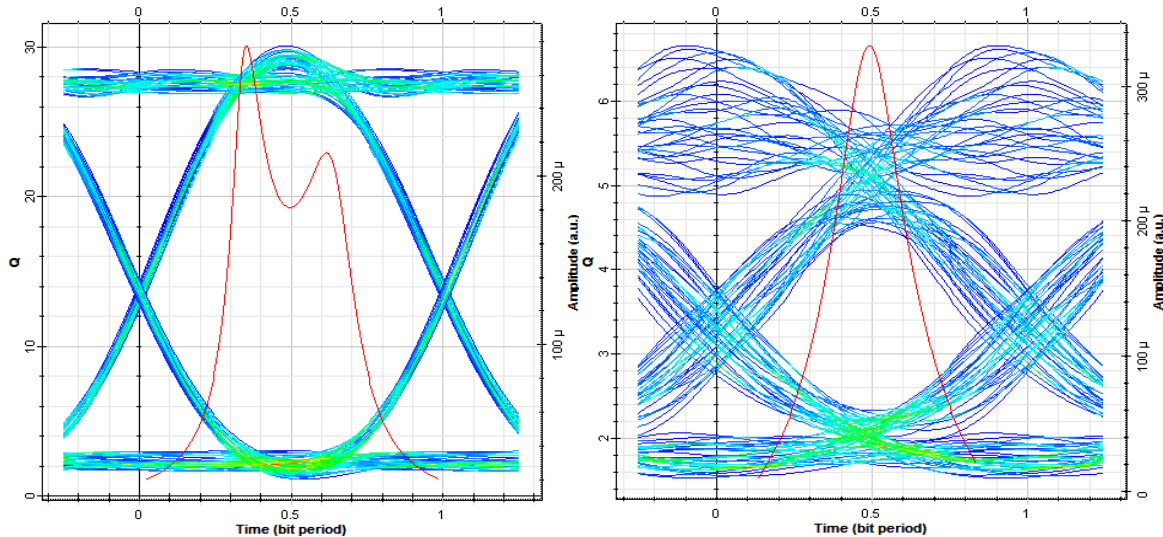 0 0.5 1
30
20
10
0
Q
200 µ
100 µ
Amplitude (a.u.)
0 0.5 1
Time (bit period)
0 0.5 1
6
5
4
3
2
Q
300 µ
200 µ
100 µ
0
Amplitude (a.u.)
0 0.5 1
Time (bit period)